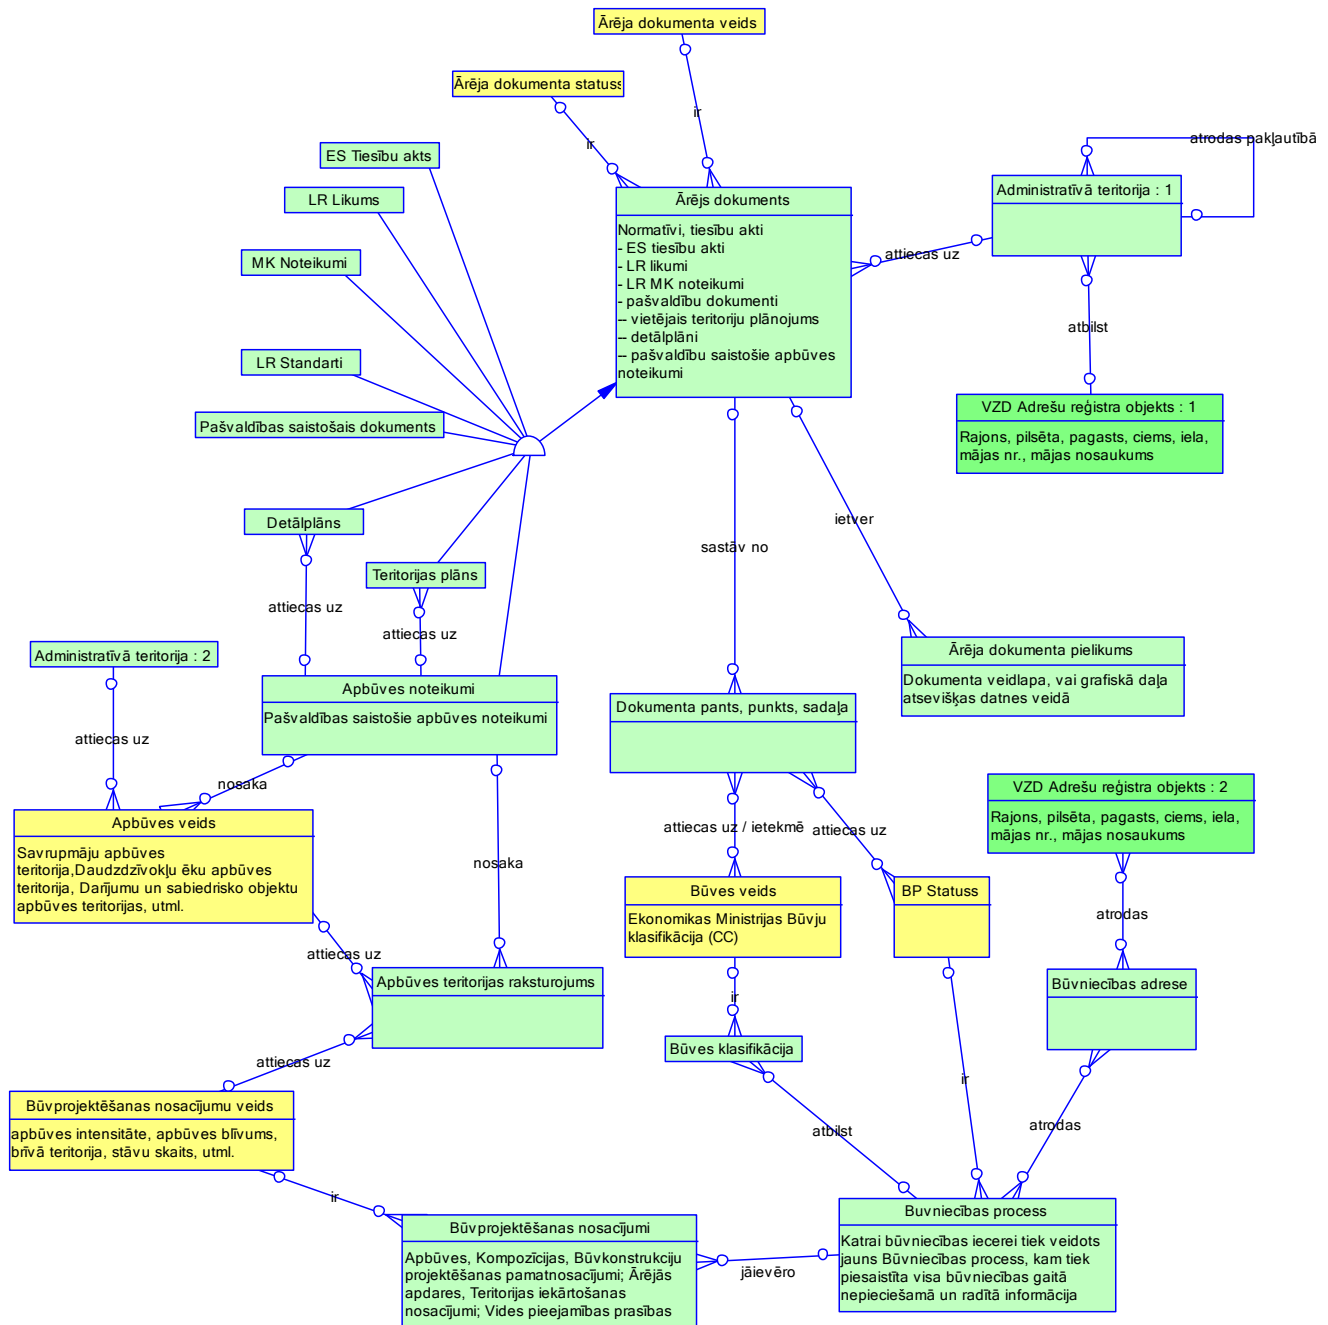 Ārēja dokumenta veids
Ārēja dokumenta statuss
ir
ir
atrodas pakļautībā
ES Tiesību akts
LR Likums
MK Noteikumi
LR Standarti
Pašvaldības saistošais dokuments
Ārējs dokuments
Normatīvi, tiesību akti
- ES tiesību akti
- LR likumi
- LR MK noteikumi
- pašvaldību dokumenti
-- vietējais teritoriju plānojums
-- detālplāni
-- pašvaldību saistošie apbūves
noteikumi
Administratīvā teritorija : 1
attiecas uz
atbilst
VZD Adrešu reģistra objekts : 1
Rajons, pilsēta, pagasts, ciems, iela,
mājas nr., mājas nosaukums
Detālplāns
Teritorijas plāns
sastāv no
ietver
attiecas uz
attiecas uz
Administratīvā teritorija : 2
Apbūves noteikumi
Pašvaldības saistošie apbūves noteikumi
Ārēja dokumenta pielikums
Dokumenta veidlapa, vai grafiskā daļa
atsevišķas datnes veidā
Dokumenta pants, punkts, sadaļa
attiecas uz
nosaka
Apbūves veids
Savrupmāju apbūves
teritorija,Daudzdzīvokļu ēku apbūves
teritorija, Darījumu un sabiedrisko objektu
apbūves teritorijas, utml.
nosaka
attiecas uz / ietekmē
attiecas uz
VZD Adrešu reģistra objekts : 2
Rajons, pilsēta, pagasts, ciems, iela,
mājas nr., mājas nosaukums
Būves veids
Ekonomikas Ministrijas Būvju
klasifikācija (CC)
BP Statuss
atrodas
attiecas uz
Apbūves teritorijas raksturojums
ir
Būvniecības adrese
Būves klasifikācija
attiecas uz
ir
Būvprojektēšanas nosacījumu veids
apbūves intensitāte, apbūves blīvums,
brīvā teritorija, stāvu skaits, utml.
atbilst
atrodas
ir
Būvprojektēšanas nosacījumi
Apbūves, Kompozīcijas, Būvkonstrukciju
projektēšanas pamatnosacījumi; Ārējās
apdares, Teritorijas iekārtošanas
nosacījumi; Vides pieejamības prasības
jāievēro
Buvniecības process
Katrai būvniecības iecerei tiek veidots
jauns Būvniecības process, kam tiek
piesaistīta visa būvniecības gaitā
nepieciešamā un radītā informācija